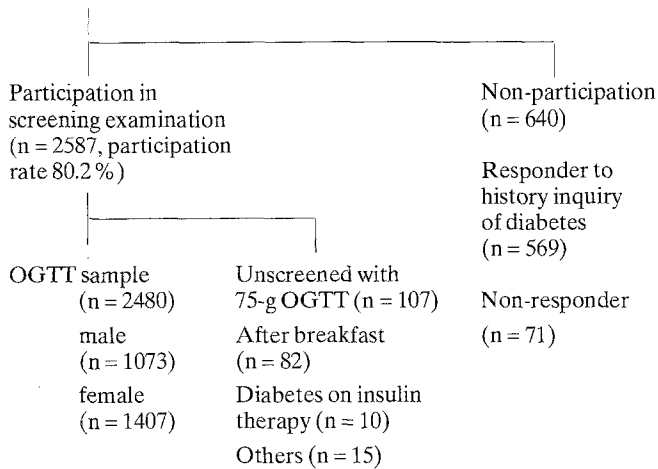 Participation in
screening examination
(n = 2587, participation
rate 80.2 %)
Non-participation
(n = 640)
Responder to
history inquiry
of diabetes
(n = 569)
Non-responder
(n = 71)
OGTT sample
(n = 2480)
male
(n = 1073)
female
(n = 1407)
Unscreened with
75-g OGTT (n = 107)
After breakfast
(n = 82)
Diabetes on insulin
therapy (n = 10)
Others (n = 15)